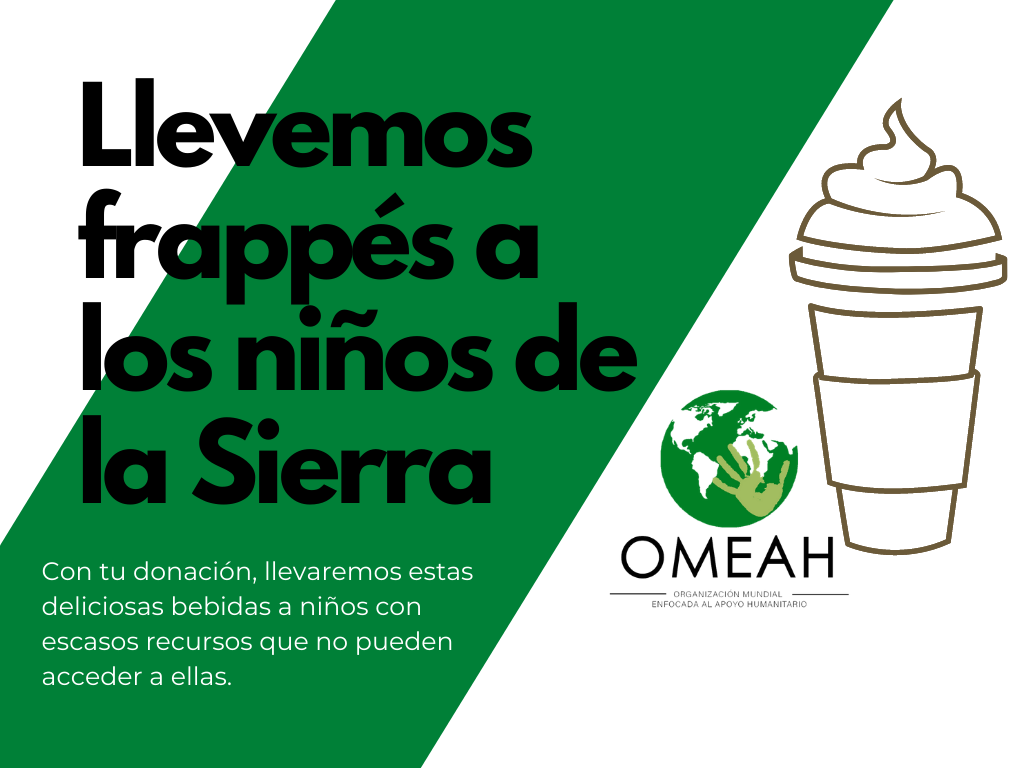 Llevemos
frappés a
los niños de
la Sierra
Con tu donación, llevaremos estas
deliciosas bebidas a niños con
escasos recursos que no pueden
acceder a ellas.
OMEAH
ORGANIZACIÓN MUNDIAL
ENFOCADA AL APOYO HUMANITARIO